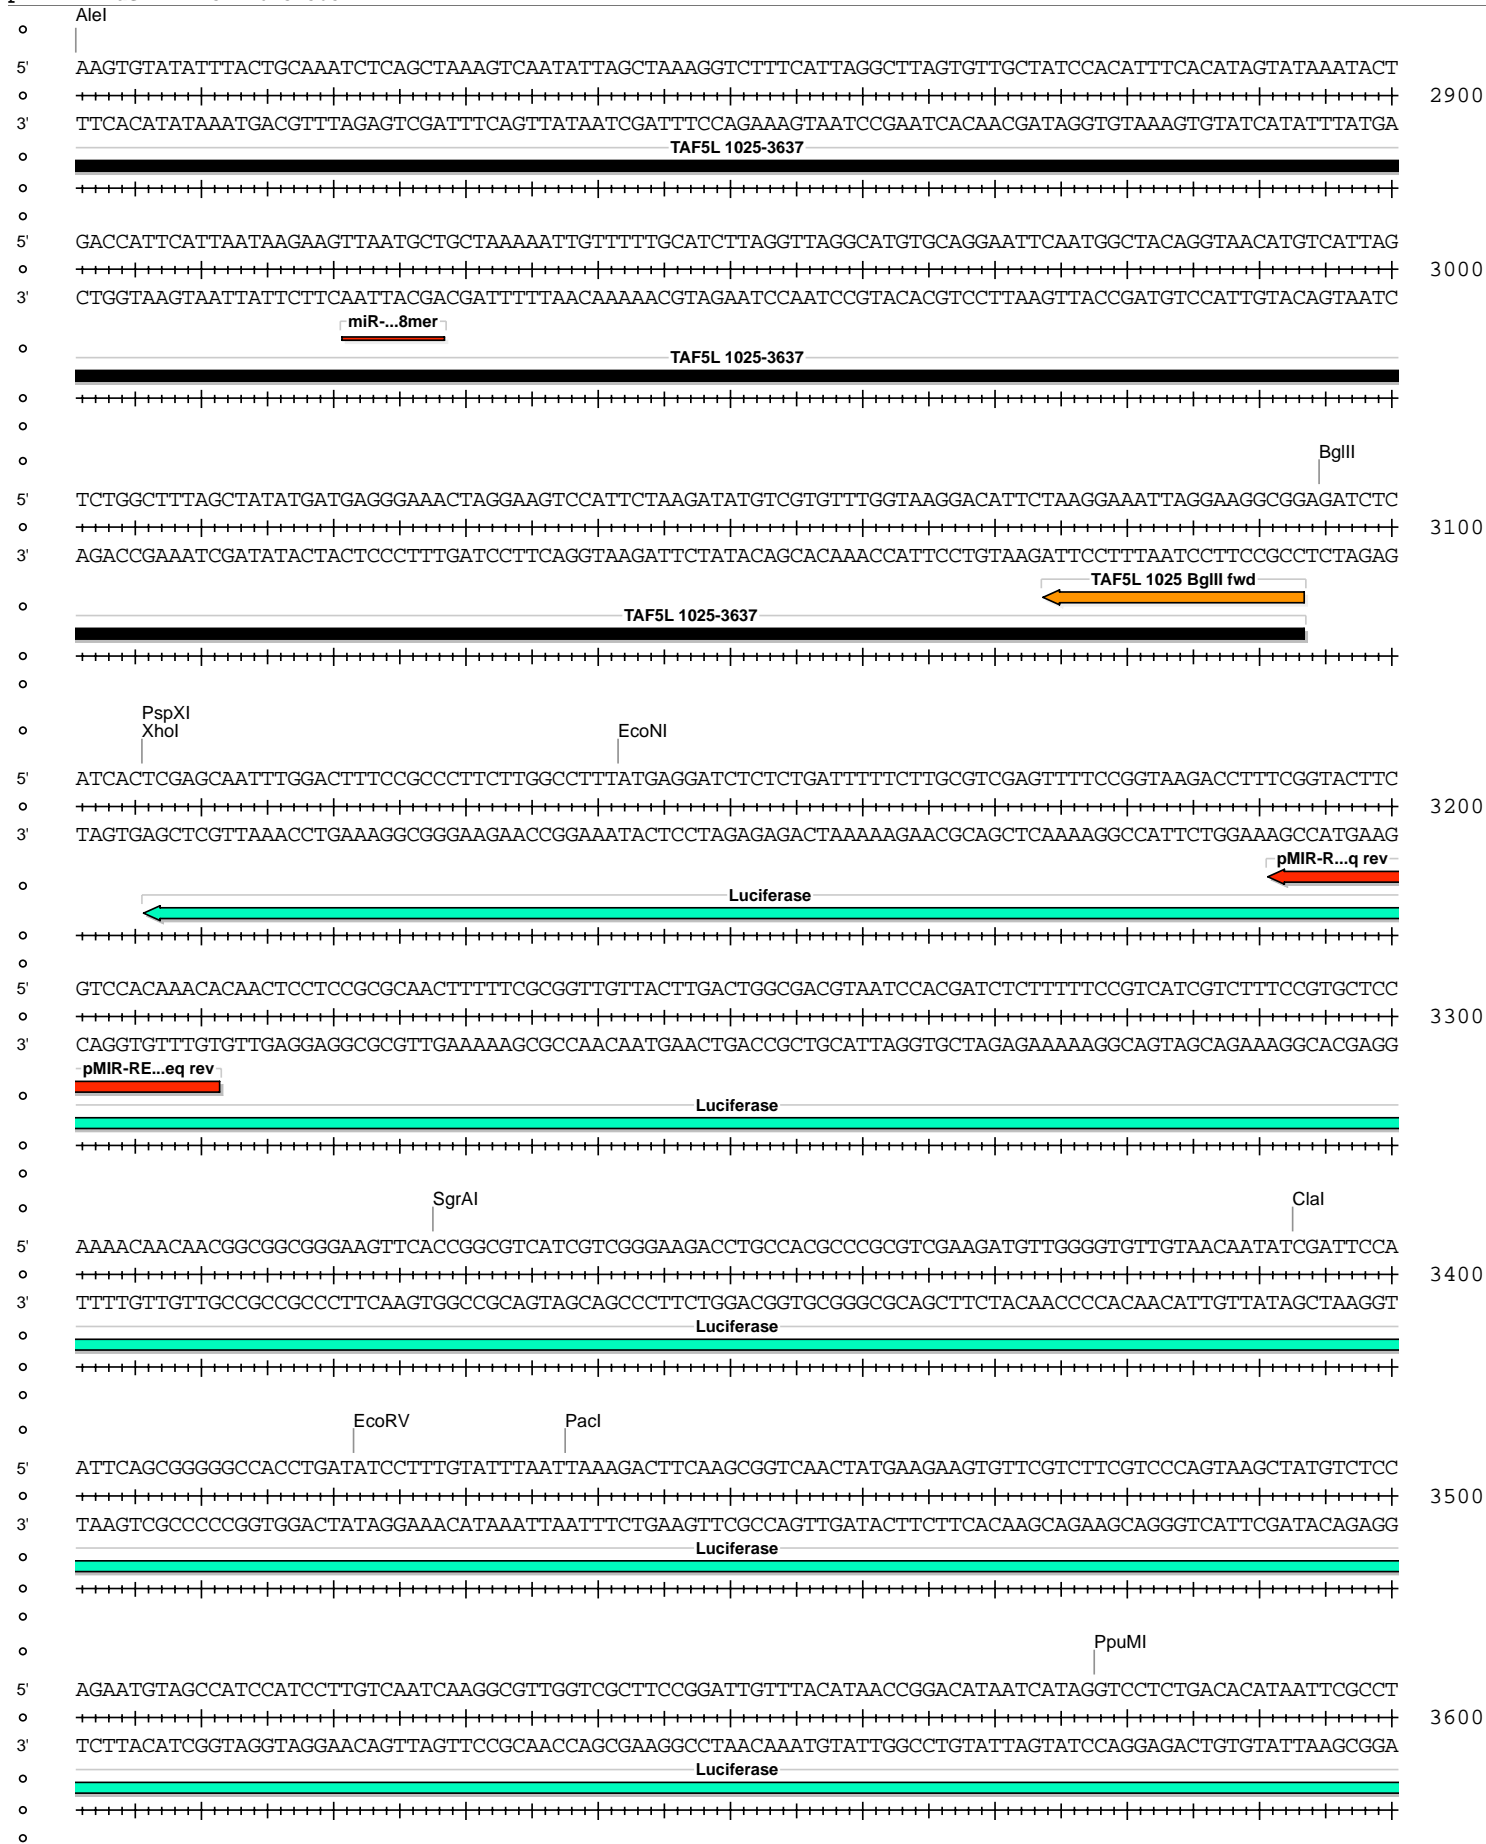 AleI
5' AAGTGTATATTTACTGCAAATCTCAGCTAAAGTCAATATTAGCTAAAGGTCTTTCATTAGGCTTAGTGTTGCTATCCACATTTCACATAGTATAAATACT
2900
3' TTCACATATAAATGACGTTTAGAGTCGATTTCAGTTATAATCGATTTCCAGAAAGTAATCCGAATCACAACGATAGGTGTAAAGTGTATCATATTTATGA
TAF5L 1025-3637
5' GACCATTCATTAATAAGAAGTTAATGCTGCTAAAAATTGTTTTTGCATCTTAGGTTAGGCATGTGCAGGAATTCAATGGCTACAGGTAACATGTCATTAG
3000
3' CTGGTAAGTAATTATTCTTCAATTACGACGATTTTTAACAAAAACGTAGAATCCAATCCGTACACGTCCTTAAGTTACCGATGTCCATTGTACAGTAATC
miR-...8mer
TAF5L 1025-3637
BglII
5' TCTGGCTTTAGCTATATGATGAGGGAAACTAGGAAGTCCATTCTAAGATATGTCGTGTTTGGTAAGGACATTCTAAGGAAATTAGGAAGGCGGAGATCTC
3100
3' AGACCGAAATCGATATACTACTCCCTTTGATCCTTCAGGTAAGATTCTATACAGCACAAACCATTCCTGTAAGATTCCTTTAATCCTTCCGCCTCTAGAG
TAF5L 1025 BglII fwd
TAF5L 1025-3637
PspXI
XhoI EcoNI
5' ATCACTCGAGCAATTTGGACTTTCCGCCCTTCTTGGCCTTTATGAGGATCTCTCTGATTTTTCTTGCGTCGAGTTTTCCGGTAAGACCTTTCGGTACTTC
3200
3' TAGTGAGCTCGTTAAACCTGAAAGGCGGGAAGAACCGGAAATACTCCTAGAGAGACTAAAAAGAACGCAGCTCAAAAGGCCATTCTGGAAAGCCATGAAG
pMIR-R...q rev
Luciferase
5' GTCCACAAACACAACTCCTCCGCGCAACTTTTTCGCGGTTGTTACTTGACTGGCGACGTAATCCACGATCTCTTTTTCCGTCATCGTCTTTCCGTGCTCC
3300
3' CAGGTGTTTGTGTTGAGGAGGCGCGTTGAAAAAGCGCCAACAATGAACTGACCGCTGCATTAGGTGCTAGAGAAAAAGGCAGTAGCAGAAAGGCACGAGG
pMIR-RE...eq rev
Luciferase
SgrAI ClaI
5' AAAACAACAACGGCGGCGGGAAGTTCACCGGCGTCATCGTCGGGAAGACCTGCCACGCCCGCGTCGAAGATGTTGGGGTGTTGTAACAATATCGATTCCA
3400
3' TTTTGTTGTTGCCGCCGCCCTTCAAGTGGCCGCAGTAGCAGCCCTTCTGGACGGTGCGGGCGCAGCTTCTACAACCCCACAACATTGTTATAGCTAAGGT
Luciferase
EcoRV PacI
5' ATTCAGCGGGGGCCACCTGATATCCTTTGTATTTAATTAAAGACTTCAAGCGGTCAACTATGAAGAAGTGTTCGTCTTCGTCCCAGTAAGCTATGTCTCC
3500
3' TAAGTCGCCCCCGGTGGACTATAGGAAACATAAATTAATTTCTGAAGTTCGCCAGTTGATACTTCTTCACAAGCAGAAGCAGGGTCATTCGATACAGAGG
Luciferase
PpuMI
5' AGAATGTAGCCATCCATCCTTGTCAATCAAGGCGTTGGTCGCTTCCGGATTGTTTACATAACCGGACATAATCATAGGTCCTCTGACACATAATTCGCCT
3600
3' TCTTACATCGGTAGGTAGGAACAGTTAGTTCCGCAACCAGCGAAGGCCTAACAAATGTATTGGCCTGTATTAGTATCCAGGAGACTGTGTATTAAGCGGA
Luciferase